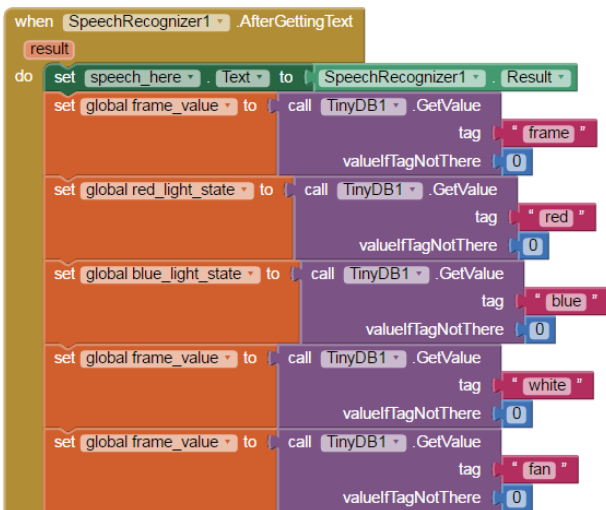 when SpeechRecognizer1 .AfterGettingText
result
do set speech_here . Text to SpeechRecognizer1 . Result
set global frame_value to call TinyDB1 .GetValue
tag " frame "
valueIfTagNotThere 0
set global red_light_state to call TinyDB1 .GetValue
tag " red "
valueIfTagNotThere 0
set global blue_light_state to call TinyDB1 .GetValue
tag " blue "
valueIfTagNotThere 0
set global frame_value to call TinyDB1 .GetValue
tag " white "
valueIfTagNotThere 0
set global frame_value to call TinyDB1 .GetValue
tag " fan "
valueIfTagNotThere 0